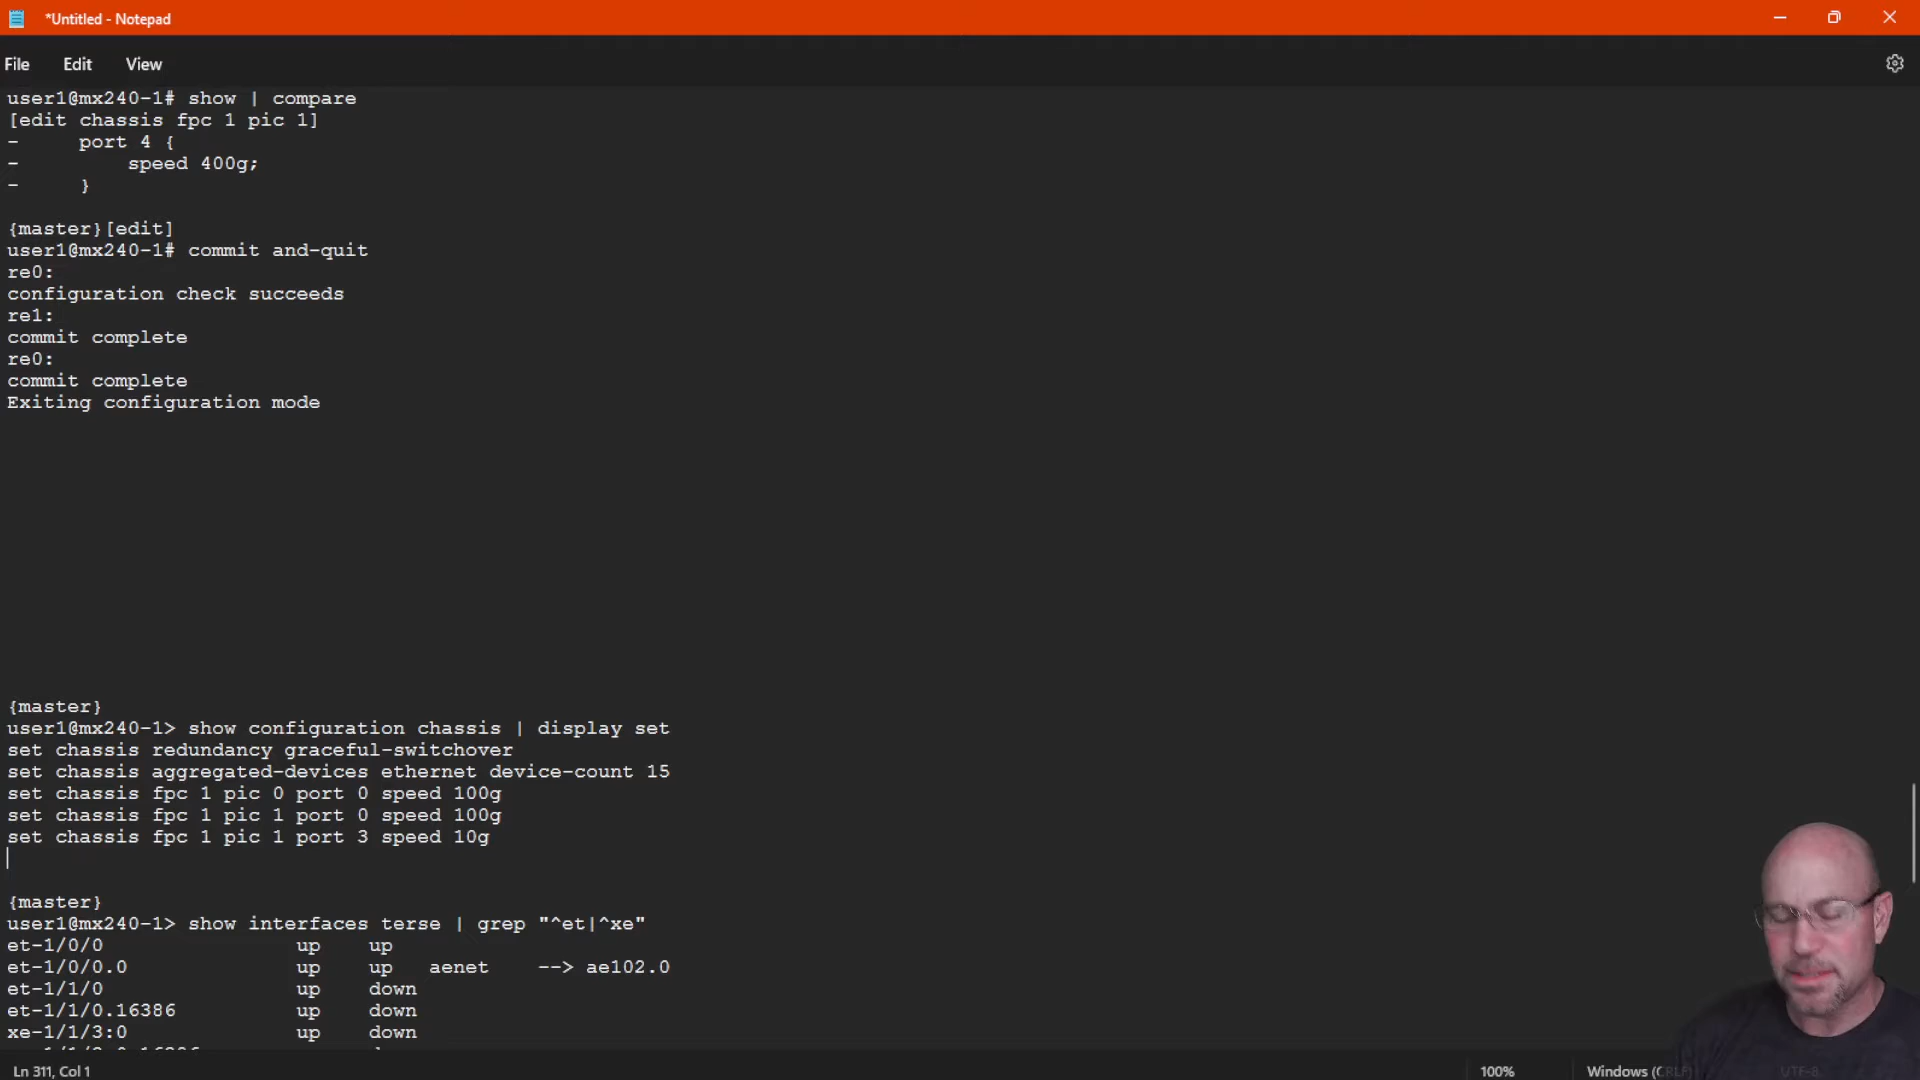 *Untitled - Notepad
File Edit View
user1@mx240-1# show | compare
[edit chassis fpc 1 pic 1]
-     port 4 {
-         speed 400g;
-     }
{master}[edit]
user1@mx240-1# commit and-quit
re0:
configuration check succeeds
re1:
commit complete
re0:
commit complete
Exiting configuration mode
{master}
user1@mx240-1> show configuration chassis | display set
set chassis redundancy graceful-switchover
set chassis aggregated-devices ethernet device-count 15
set chassis fpc 1 pic 0 port 0 speed 100g
set chassis fpc 1 pic 1 port 0 speed 100g
set chassis fpc 1 pic 1 port 3 speed 10g
{master}
user1@mx240-1> show interfaces terse | grep "^et|^xe"
et-1/0/0 up up
et-1/0/0.0 up up aenet --> ae102.0
et-1/1/0 up down
et-1/1/0.16386 up down
xe-1/1/3:0 up down
Ln 311, Col 1 100% Windows (CRLF) UTF-8